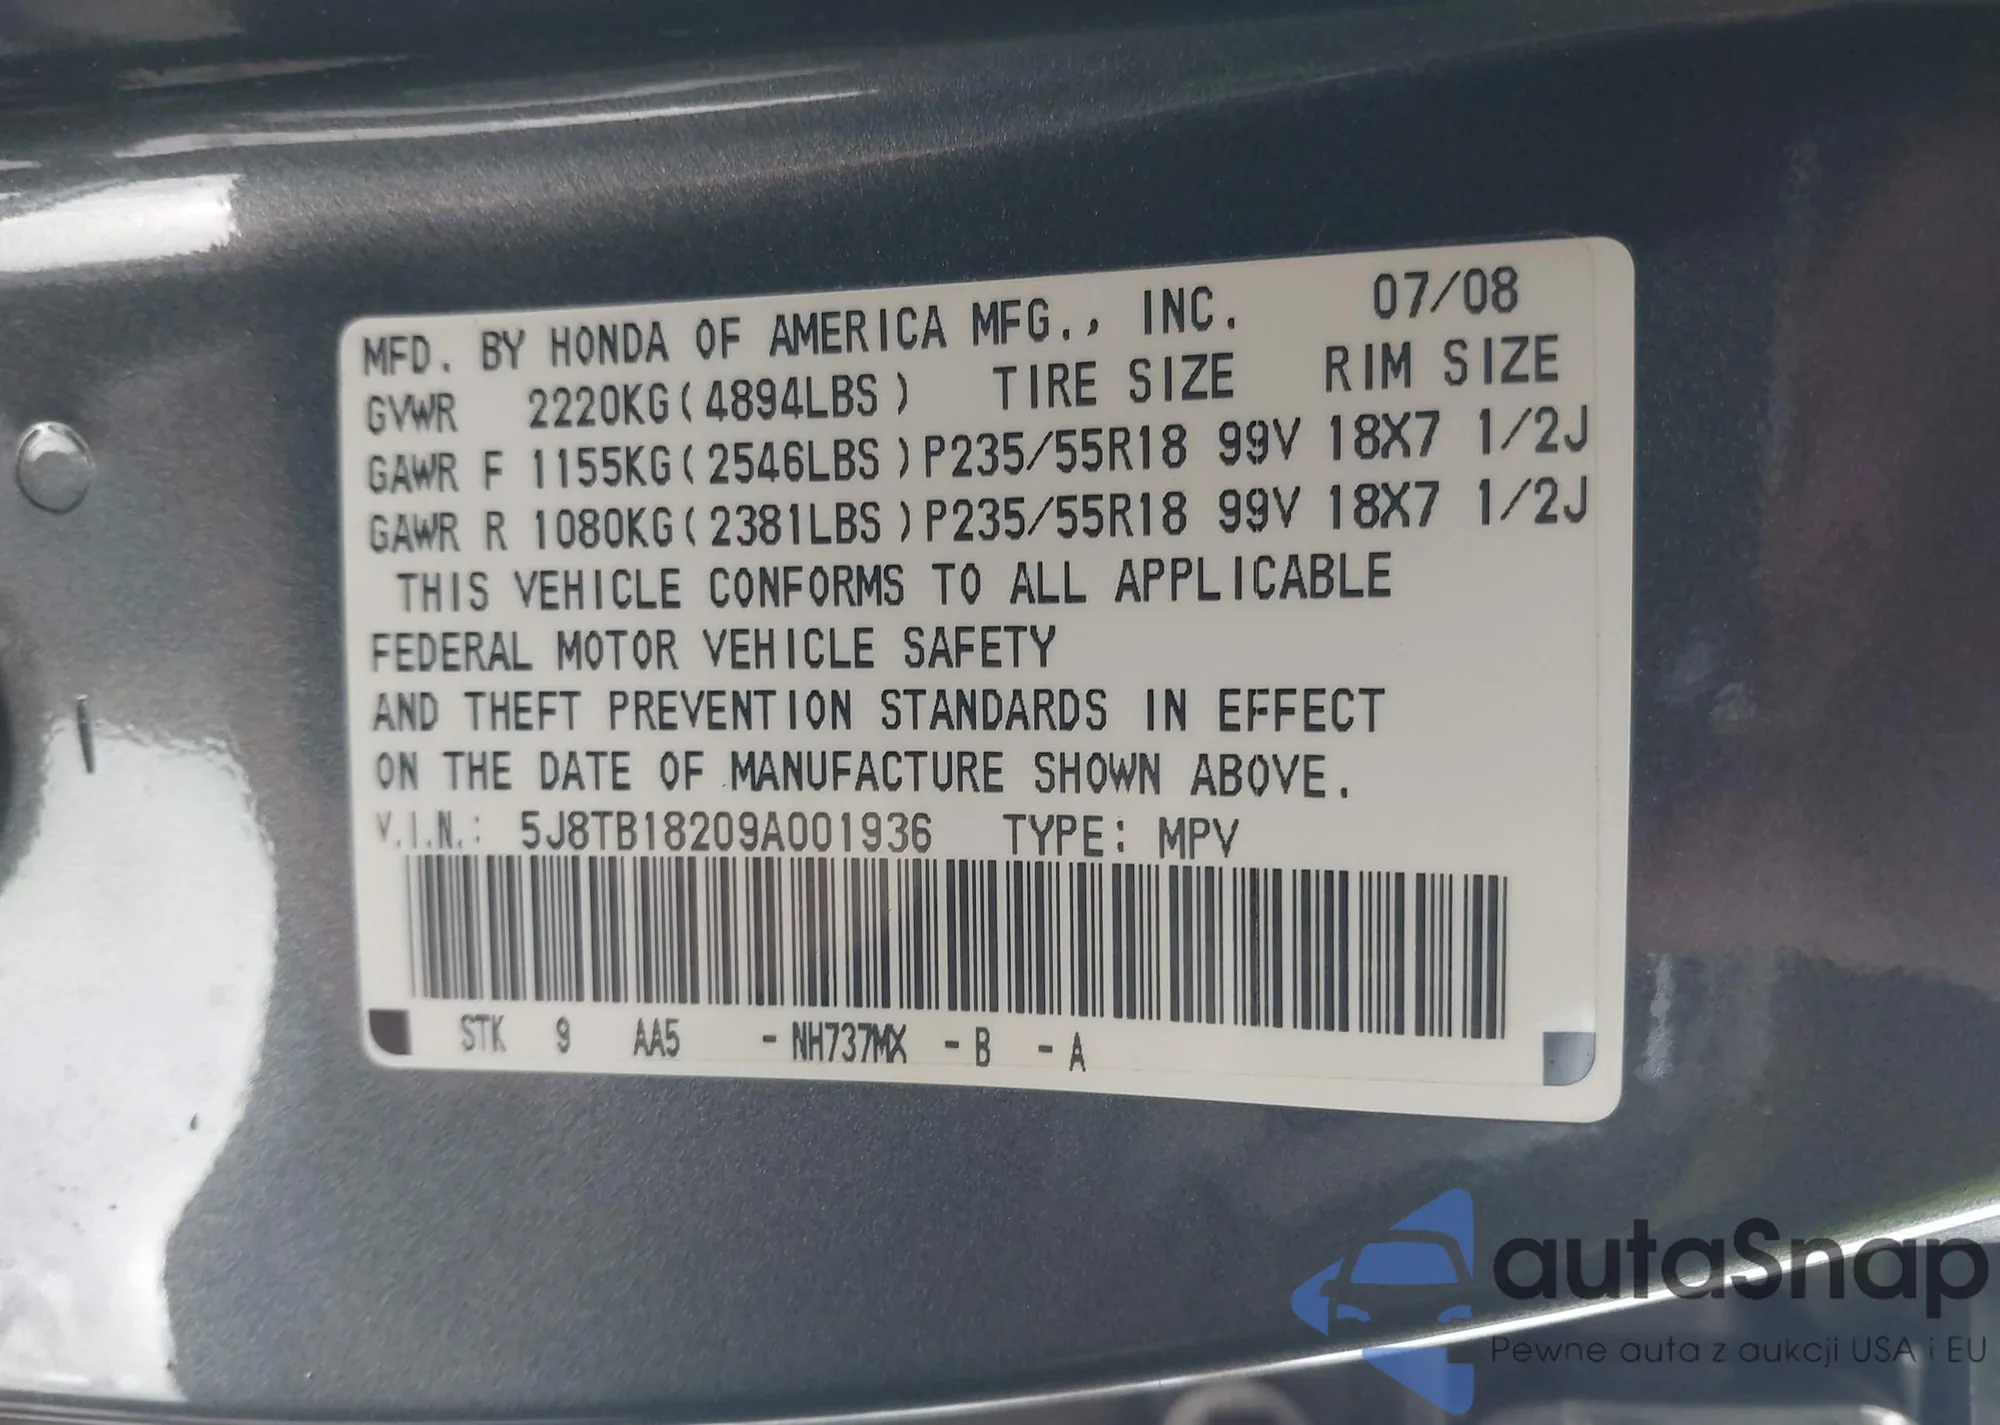 MFD. BY HONDA OF AMERICA MFG., INC. 07/08
GVWR 2220KG(4894LBS) TIRE SIZE RIM SIZE
GAWR F 1155KG(2546LBS)P235/55R18 99V 18X7 1/2J
GAWR R 1080KG(2381LBS)P235/55R18 99V 18X7 1/2J
THIS VEHICLE CONFORMS TO ALL APPLICABLE
FEDERAL MOTOR VEHICLE SAFETY
AND THEFT PREVENTION STANDARDS IN EFFECT
ON THE DATE OF MANUFACTURE SHOWN ABOVE.
V.I.N.: 5J8TB18209A001936 TYPE: MPV
STK 9 AA5 -NH737MX -B -A
autaSnap
Pewne auta z aukcji USA i EU